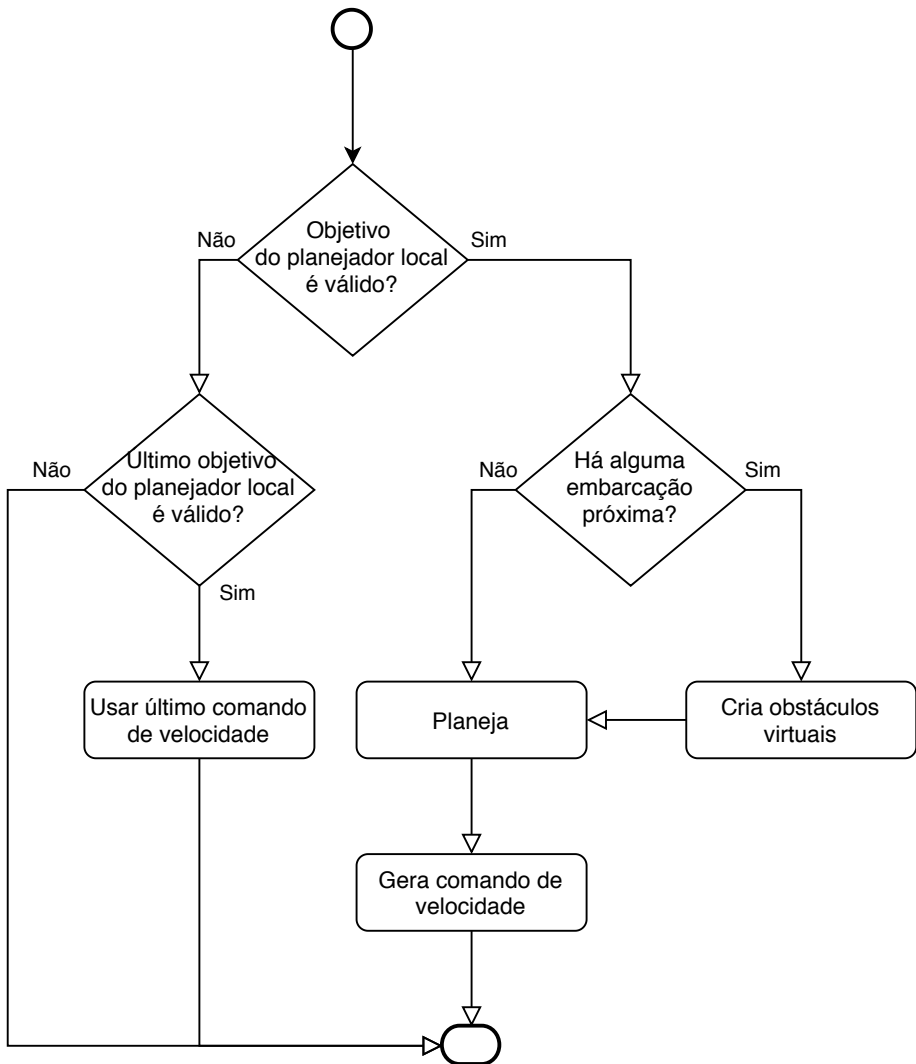 Objetivo
do planejador local
é válido?
Não
Sim
Ultimo objetivo
do planejador local
é válido?
Não
Sim
Há alguma
embarcação
próxima?
Não
Sim
Usar último comando
de velocidade
Planeja
Cria obstáculos
virtuais
Gera comando de
velocidade